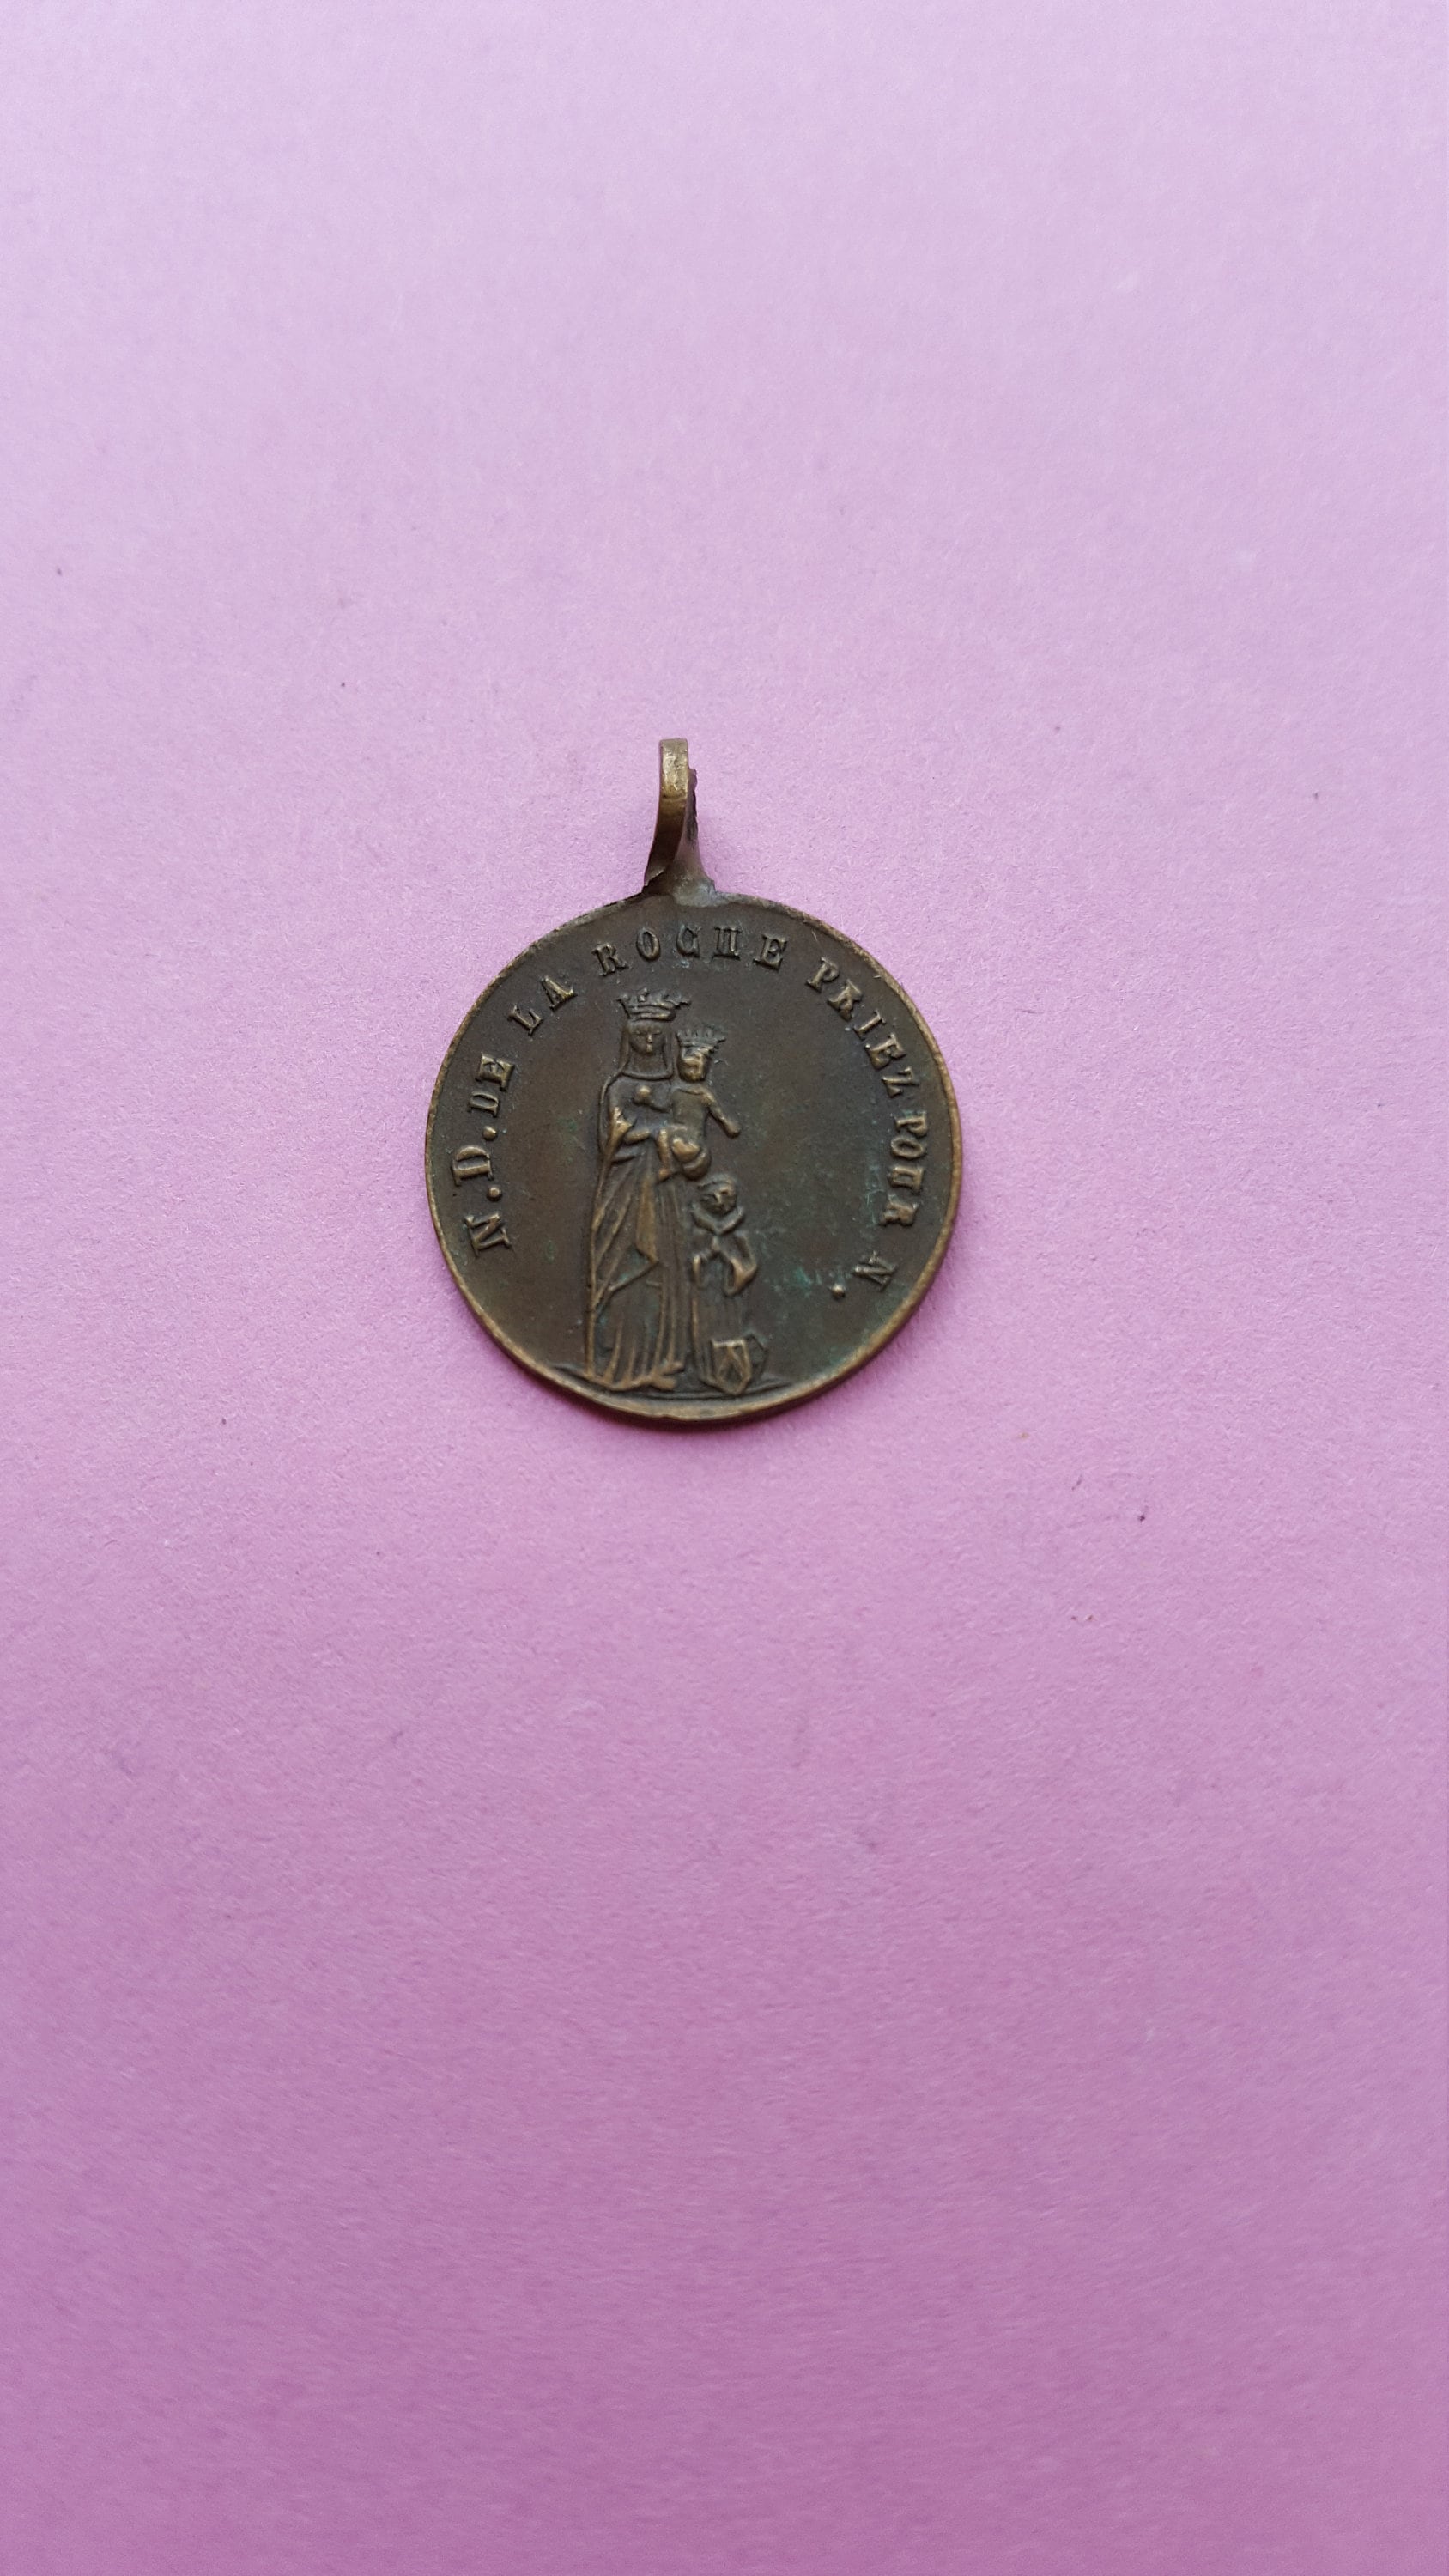 N.D. DE LA ROCHE PRIEZ POUR N.